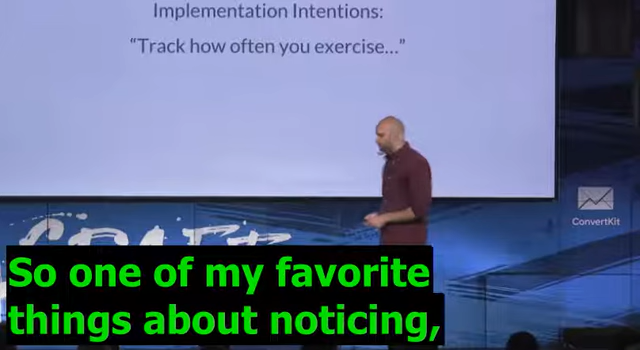 Implementation Intentions:
“Track how often you exercise…”
ConvertKit
So one of my favorite
things about noticing,